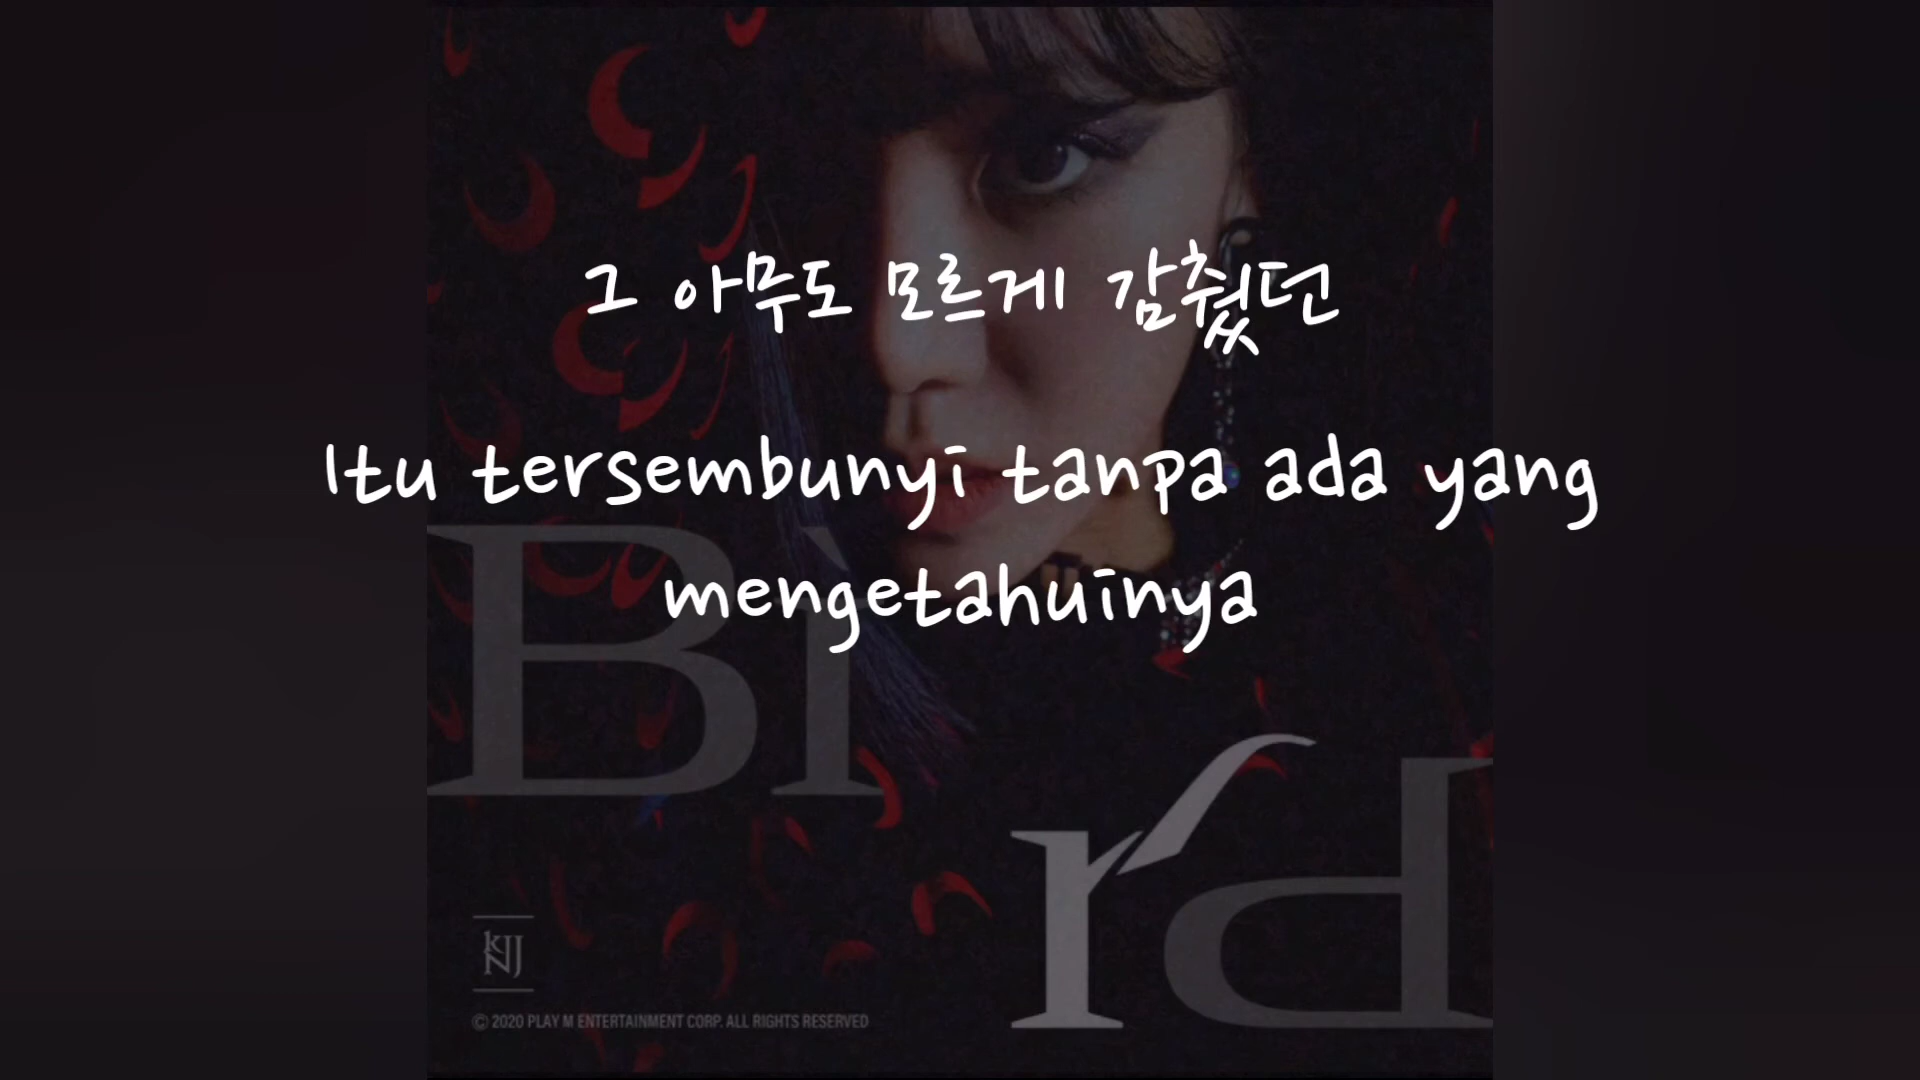 그 아무도 모르게 감췄던
Itu tersembunyi tanpa ada yang
mengetahuinya
Bird
KNJ
© 2020 PLAY M ENTERTAINMENT CORP. ALL RIGHTS RESERVED